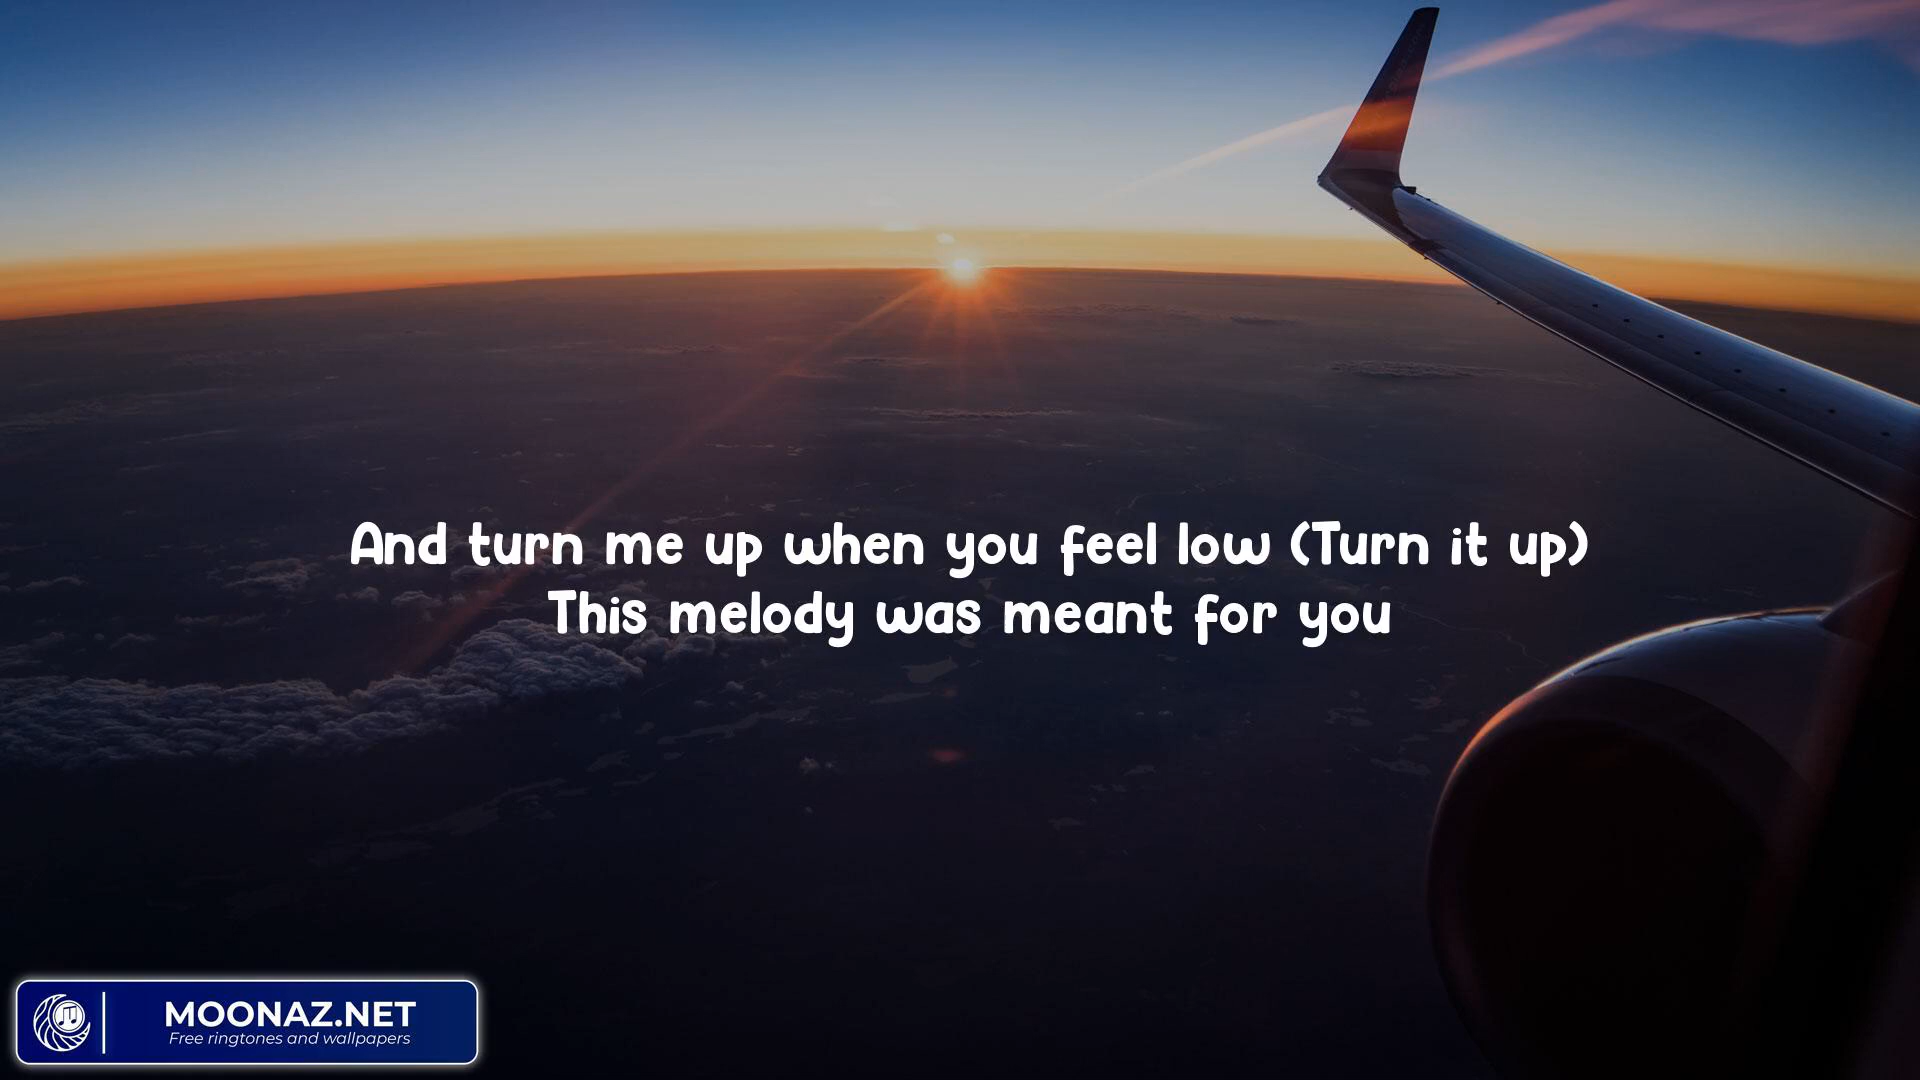 And turn me up when you feel low (Turn it up)
This melody was meant for you
MOONAZ.NET
Free ringtones and wallpapers